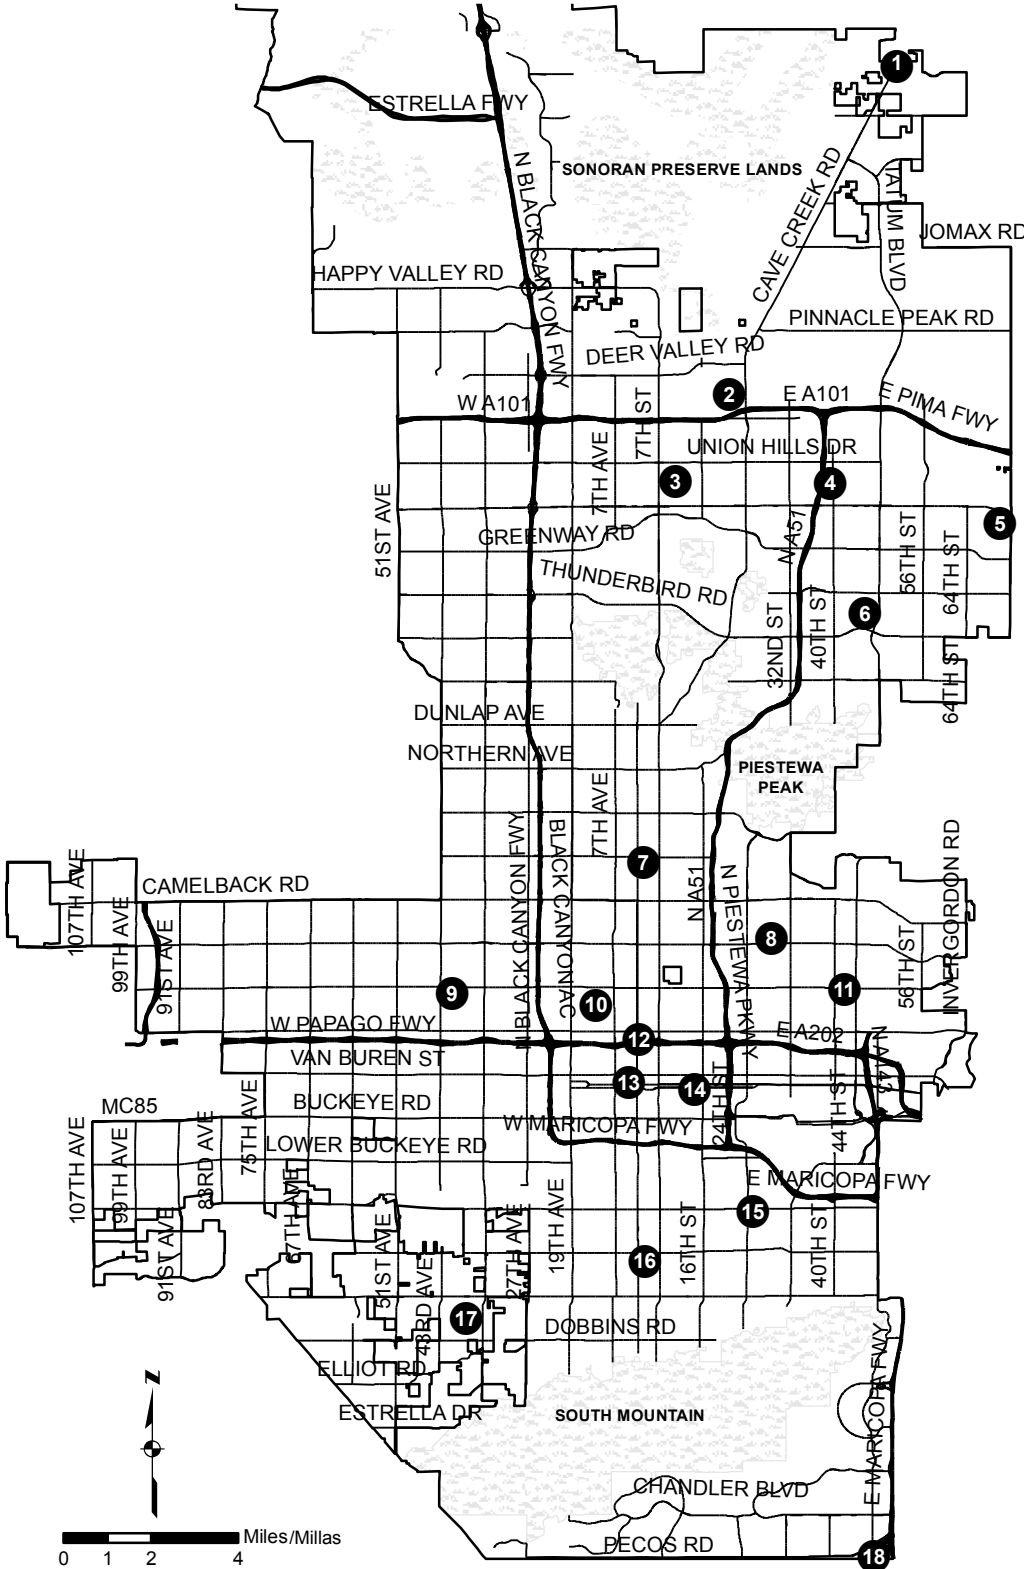 1
ESTRELLA FWY
N BLACK CANYON FWY
SONORAN PRESERVE LANDS
CAVE CREEK RD
TATUM BLVD
JOMAX RD
HAPPY VALLEY RD
PINNACLE PEAK RD
DEER VALLEY RD
2
W A101
E A101
E PIMA FWY
7TH ST
7TH AVE
UNION HILLS DR
3
4
5
51ST AVE
GREENWAY RD
N A51
56TH ST
64TH ST
THUNDERBIRD RD
32ND ST
40TH ST
6
64TH ST
DUNLAP AVE
NORTHERN AVE
PIESTEWA
PEAK
7TH AVE
7
N BLACK CANYON FWY
BLACK CANYON AC
N A51
N PIESTEWA PKWY
INVERGORDON RD
107TH AVE
CAMELBACK RD
99TH AVE
91ST AVE
8
56TH ST
9
10
11
W PAPAGO FWY
12
E A202
N A143
VAN BUREN ST
13
14
24TH ST
44TH ST
MC85
BUCKEYE RD
W MARICOPA FWY
75TH AVE
LOWER BUCKEYE RD
107TH AVE
99TH AVE
83RD AVE
E MARICOPA FWY
91ST AVE
67TH AVE
51ST AVE
43RD AVE
27TH AVE
19TH AVE
16TH ST
15
40TH ST
16
17
DOBBINS RD
ELLIOT RD
ESTRELLA DR
SOUTH MOUNTAIN
E MARICOPA FWY
N
CHANDLER BLVD
PECOS RD
18
Miles/Millas
0 1 2 4